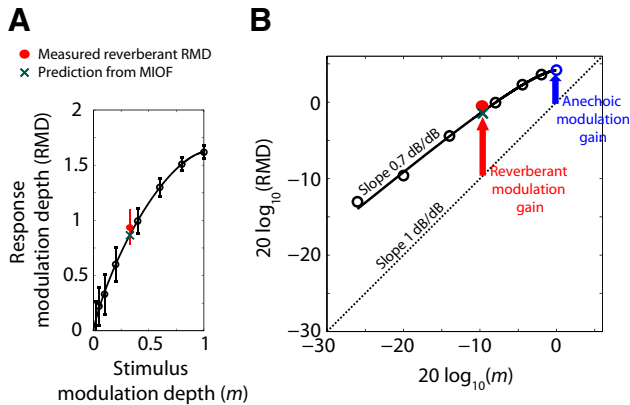 A
Measured reverberant RMD
Prediction from MIOF
2
1.5
1
0.5
0
0
0.5
1
Response
modulation depth (RMD)
Stimulus
modulation depth (m)
B
0
−10
−20
−30
−30
−20
−10
0
20 log10(RMD)
20 log10(m)
Slope 0.7 dB/dB
Slope 1 dB/dB
Anechoic
modulation
gain
Reverberant
modulation
gain